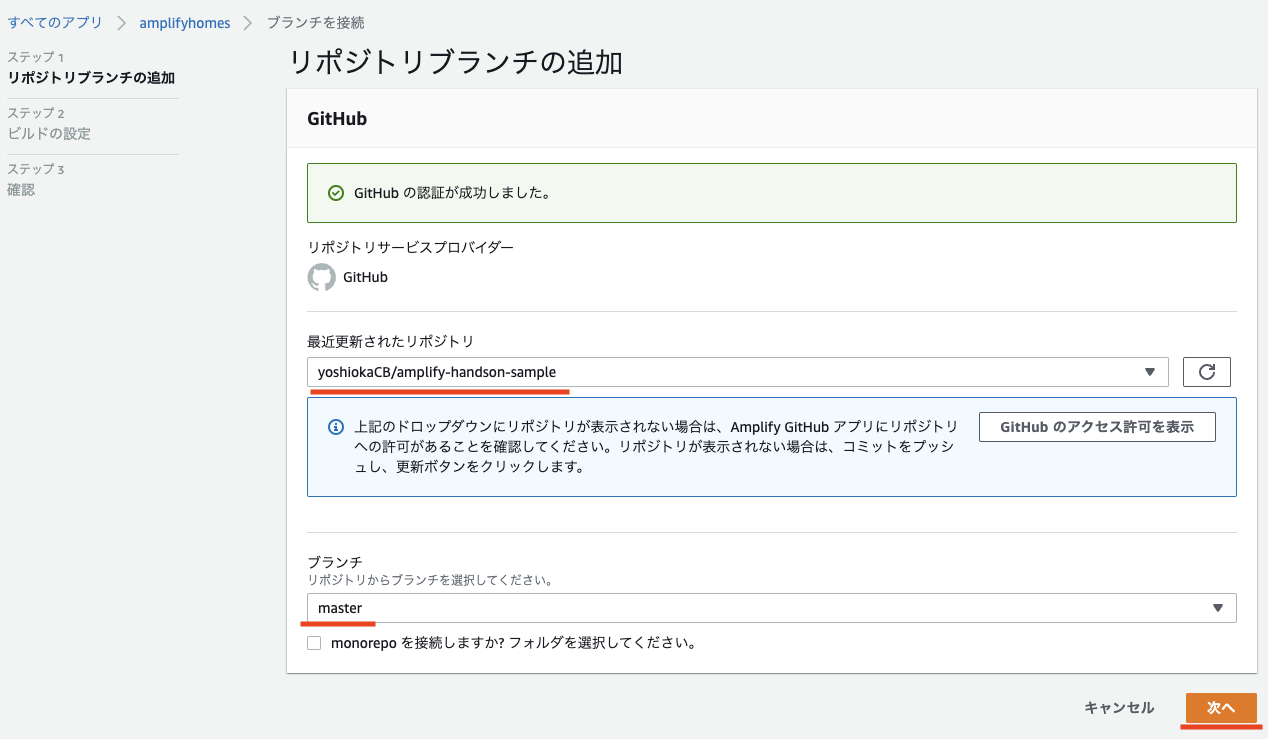 すべてのアプリ > amplifyhomes > ブランチを接続
ステップ 1
リポジトリブランチの追加
ステップ 2
ビルドの設定
ステップ 3
確認
リポジトリブランチの追加
GitHub
GitHub の認証が成功しました。
リポジトリサービスプロバイダー
GitHub
最近更新されたリポジトリ
yoshiokaCB/amplify-handson-sample
上記のドロップダウンにリポジトリが表示されない場合は、Amplify GitHub アプリにリポジトリ
への許可があることを確認してください。リポジトリが表示されない場合は、コミットをプッシ
ュし、更新ボタンをクリックします。
GitHub のアクセス許可を表示
ブランチ
リポジトリからブランチを選択してください。
master
monorepo を接続しますか? フォルダを選択してください。
キャンセル
次へ